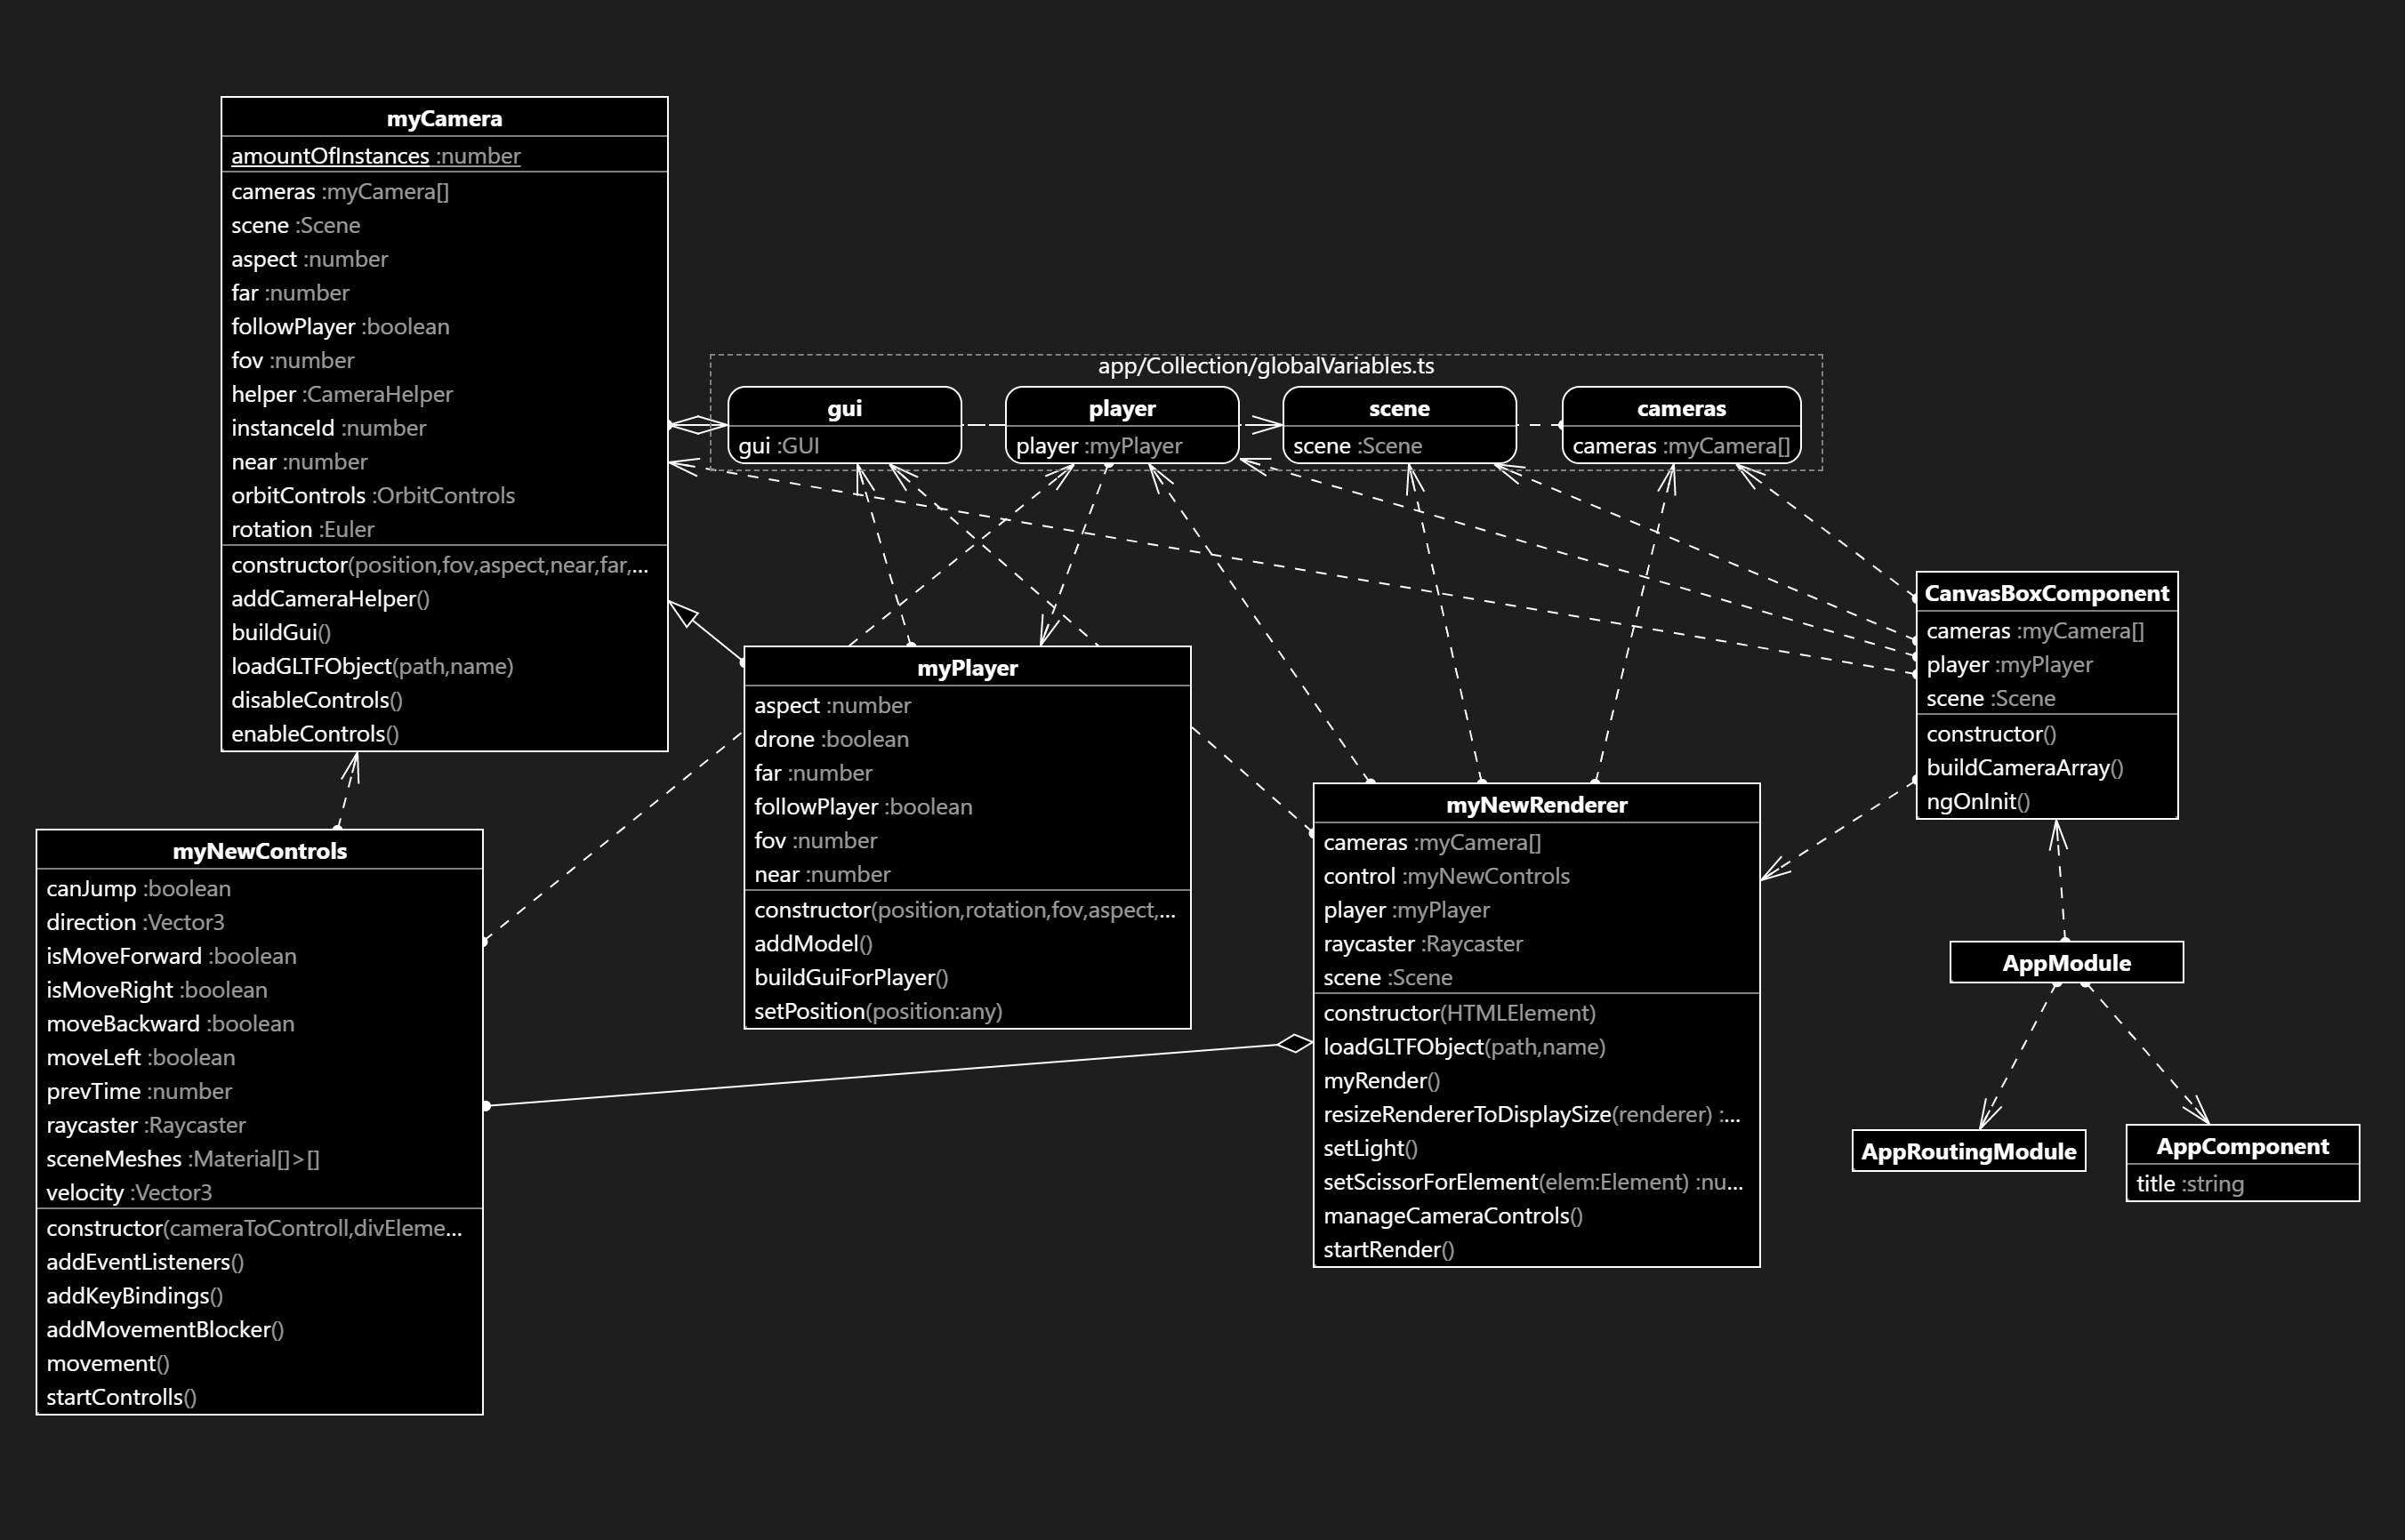 myCamera
amountOfInstances :number
cameras :myCamera[]
scene :Scene
aspect :number
far :number
followPlayer :boolean
fov :number
helper :CameraHelper
instanceId :number
near :number
orbitControls :OrbitControls
rotation :Euler
constructor(position,fov,aspect,near,far,...
addCameraHelper()
buildGui()
loadGLTFObject(path,name)
disableControls()
enableControls()
app/Collection/globalVariables.ts
gui
gui :GUI
player
player :myPlayer
scene
scene :Scene
cameras
cameras :myCamera[]
CanvasBoxComponent
cameras :myCamera[]
player :myPlayer
scene :Scene
constructor()
buildCameraArray()
ngOnInit()
myPlayer
aspect :number
drone :boolean
far :number
followPlayer :boolean
fov :number
near :number
constructor(position,rotation,fov,aspect,...
addModel()
buildGuiForPlayer()
setPosition(position:any)
myNewRenderer
cameras :myCamera[]
control :myNewControls
player :myPlayer
raycaster :Raycaster
scene :Scene
constructor(HTMLElement)
loadGLTFObject(path,name)
myRender()
resizeRendererToDisplaySize(renderer) :...
setLight()
setScissorForElement(elem:Element) :nu...
manageCameraControls()
startRender()
myNewControls
canJump :boolean
direction :Vector3
isMoveForward :boolean
isMoveRight :boolean
moveBackward :boolean
moveLeft :boolean
prevTime :number
raycaster :Raycaster
sceneMeshes :Material[]>[]
velocity :Vector3
constructor(cameraToControll,divEleme...
addEventListeners()
addKeyBindings()
addMovementBlocker()
movement()
startControlls()
AppModule
AppRoutingModule
AppComponent
title :string